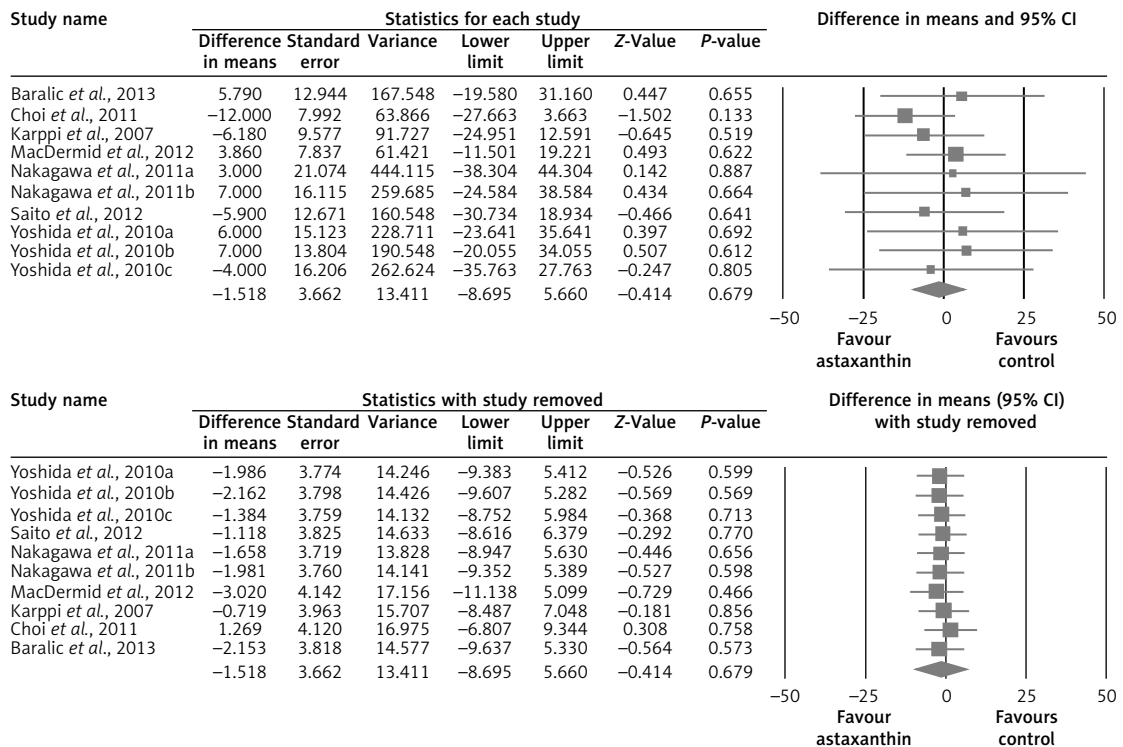 Study name Statistics for each study Difference in means and 95% CI
Difference Standard Variance Lower Upper Z-Value P-value
in means error limit limit
Baralic et al., 2013 5.790 12.944 167.548 –19.580 31.160 0.447 0.655
Choi et al., 2011 –12.000 7.992 63.866 –27.663 3.663 –1.502 0.133
Karppi et al., 2007 –6.180 9.577 91.727 –24.951 12.591 –0.645 0.519
MacDermid et al., 2012 3.860 7.837 61.421 –11.501 19.221 0.493 0.622
Nakagawa et al., 2011a 3.000 21.074 444.115 –38.304 44.304 0.142 0.887
Nakagawa et al., 2011b 7.000 16.115 259.685 –24.584 38.584 0.434 0.664
Saito et al., 2012 –5.900 12.671 160.548 –30.734 18.934 –0.466 0.641
Yoshida et al., 2010a 6.000 15.123 228.711 –23.641 35.641 0.397 0.692
Yoshida et al., 2010b 7.000 13.804 190.548 –20.055 34.055 0.507 0.612
Yoshida et al., 2010c –4.000 16.206 262.624 –35.763 27.763 –0.247 0.805
–1.518 3.662 13.411 –8.695 5.660 –0.414 0.679
–50 –25 0 25 50
Favour Favours
astaxanthin control
Study name Statistics with study removed Difference in means (95% CI)
Difference Standard Variance Lower Upper Z-Value P-value with study removed
in means error limit limit
Yoshida et al., 2010a –1.986 3.774 14.246 –9.383 5.412 –0.526 0.599
Yoshida et al., 2010b –2.162 3.798 14.426 –9.607 5.282 –0.569 0.569
Yoshida et al., 2010c –1.384 3.759 14.132 –8.752 5.984 –0.368 0.713
Saito et al., 2012 –1.118 3.825 14.633 –8.616 6.379 –0.292 0.770
Nakagawa et al., 2011a –1.658 3.719 13.828 –8.947 5.630 –0.446 0.656
Nakagawa et al., 2011b –1.981 3.760 14.141 –9.352 5.389 –0.527 0.598
MacDermid et al., 2012 –3.020 4.142 17.156 –11.138 5.099 –0.729 0.466
Karppi et al., 2007 –0.719 3.963 15.707 –8.487 7.048 –0.181 0.856
Choi et al., 2011 1.269 4.120 16.975 –6.807 9.344 0.308 0.758
Baralic et al., 2013 –2.153 3.818 14.577 –9.637 5.330 –0.564 0.573
–1.518 3.662 13.411 –8.695 5.660 –0.414 0.679
–50 –25 0 25 50
Favour Favours
astaxanthin control